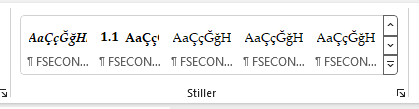 AaÇçĞğH. 1.1 AaÇç( AaÇçĞğH AaÇçĞğH AaÇçĞğH
¶ FSECON... ¶ FSECON... ¶ FSECON... ¶ FSECON... ¶ FSECON...
Stiller